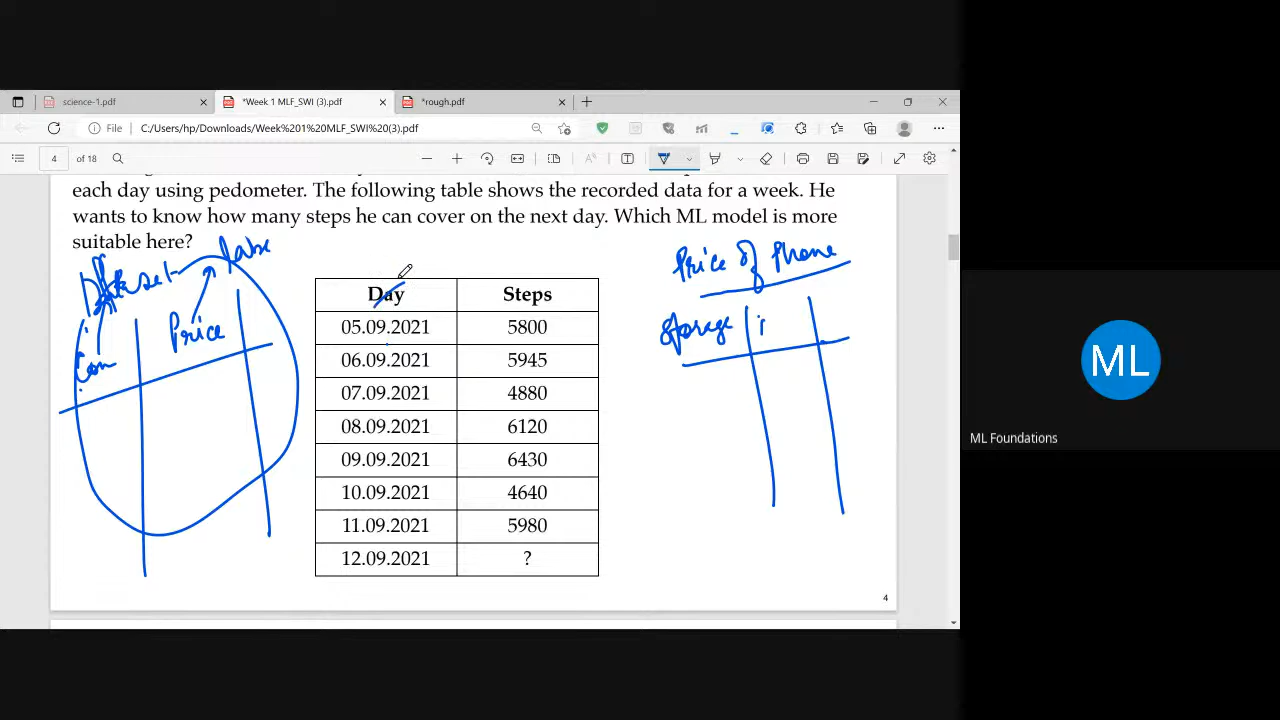 science-1.pdf
*Week 1 MLF_SWI (3).pdf
*rough.pdf
File
C:/Users/hp/Downloads/Week%201%20MLF_SWI%20(3).pdf
4 of 18
each day using pedometer. The following table shows the recorded data for a week. He
wants to know how many steps he can cover on the next day. Which ML model is more
suitable here?
Price
Price of Phone
Storage
Day Steps
05.09.2021 5800
06.09.2021 5945
07.09.2021 4880
08.09.2021 6120
09.09.2021 6430
10.09.2021 4640
11.09.2021 5980
12.09.2021 ?
4
ML
ML Foundations